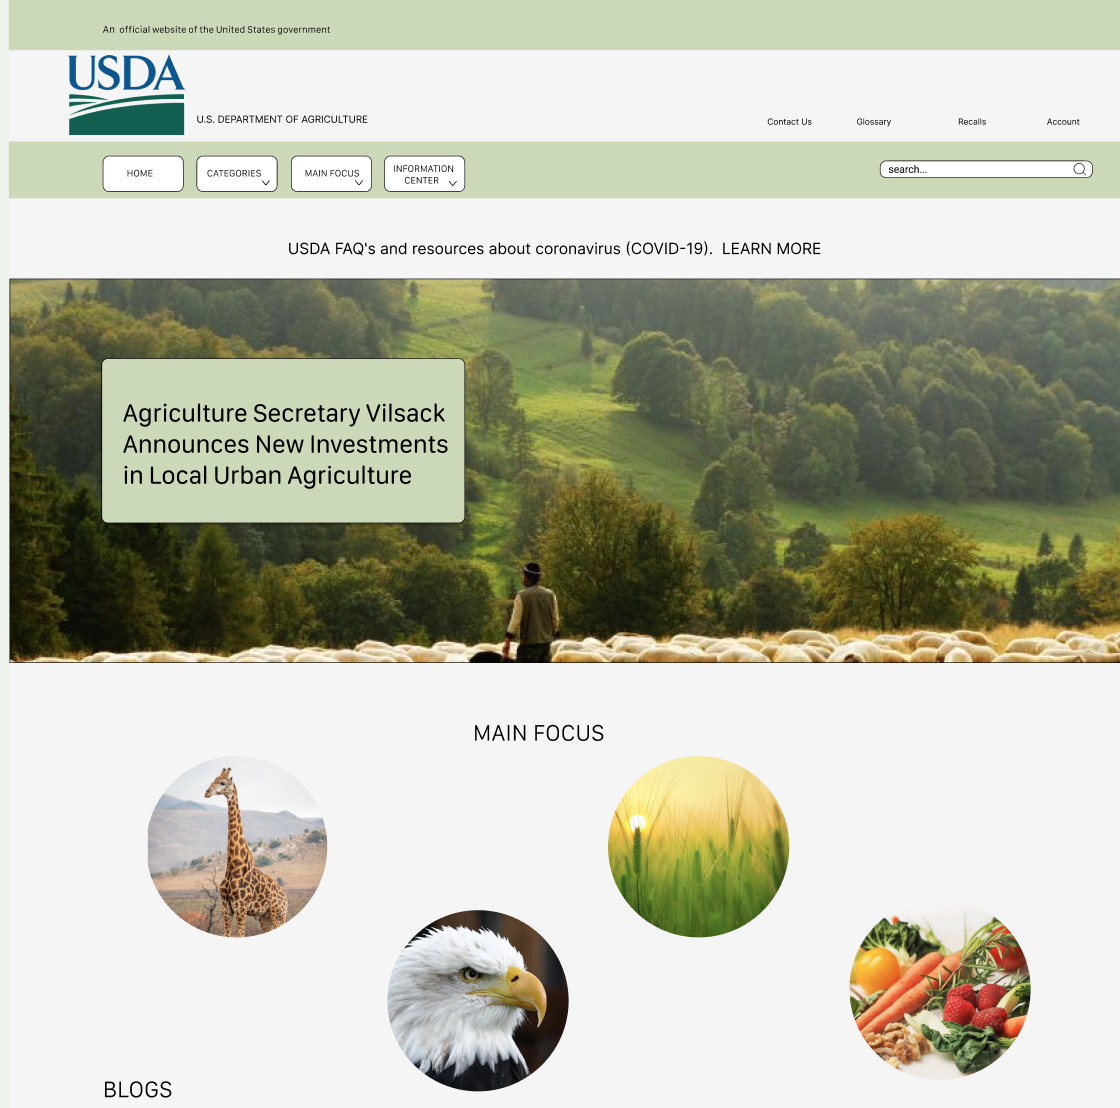 An  official website of the United States government
USDA
U.S. DEPARTMENT OF AGRICULTURE
Contact Us
Glossary
Recalls
Account
HOME
CATEGORIES
MAIN FOCUS
INFORMATION
CENTER
search...
USDA FAQ's and resources about coronavirus (COVID-19).  LEARN MORE
Agriculture Secretary Vilsack
Announces New Investments
in Local Urban Agriculture
MAIN FOCUS
BLOGS